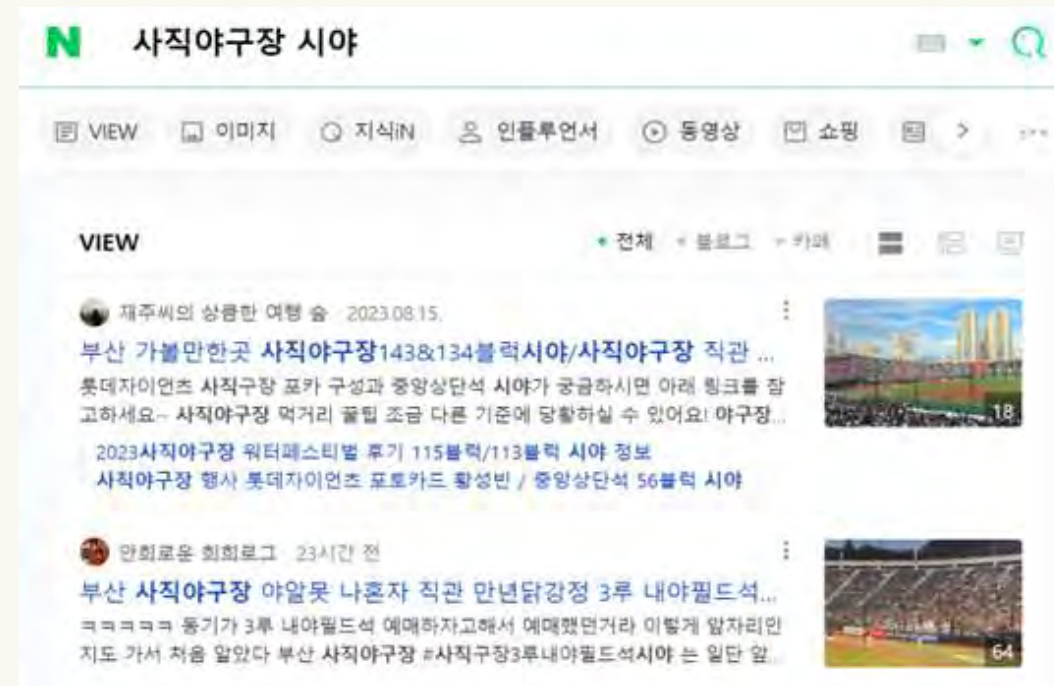 N 사직야구장 시야
VIEW 이미지 지식iN 인플루언서 동영상 쇼핑
VIEW
전체 블로그 카페
재주씨의 상큼한 여행 숲 2023.08.15.
부산 가볼만한곳 사직야구장143&134블럭시야/사직야구장 직관 ...
롯데자이언츠 사직구장 포카 구성과 중앙상단석 시야가 궁금하시면 아래 링크를 참
고하세요~ 사직야구장 먹거리 꿀팁 조금 다른 기준에 당황하실 수 있어요! 야구장...
18
2023사직야구장 워터페스티벌 후기 115블럭/113블럭 시야 정보
사직야구장 행사 롯데자이언츠 포토카드 황성빈 / 중앙상단석 56블럭 시야
안희로운 희희로그 23시간 전
부산 사직야구장 야알못 나혼자 직관 만년닭강정 3루 내야필드석...
ㅋㅋㅋㅋㅋ 동기가 3루 내야필드석 예매하자고해서 예매했던거라 이렇게 앞자리인
지도 가서 처음 알았다 부산 사직야구장 #사직구장3루내야필드석시야 는 일단 앞...
64